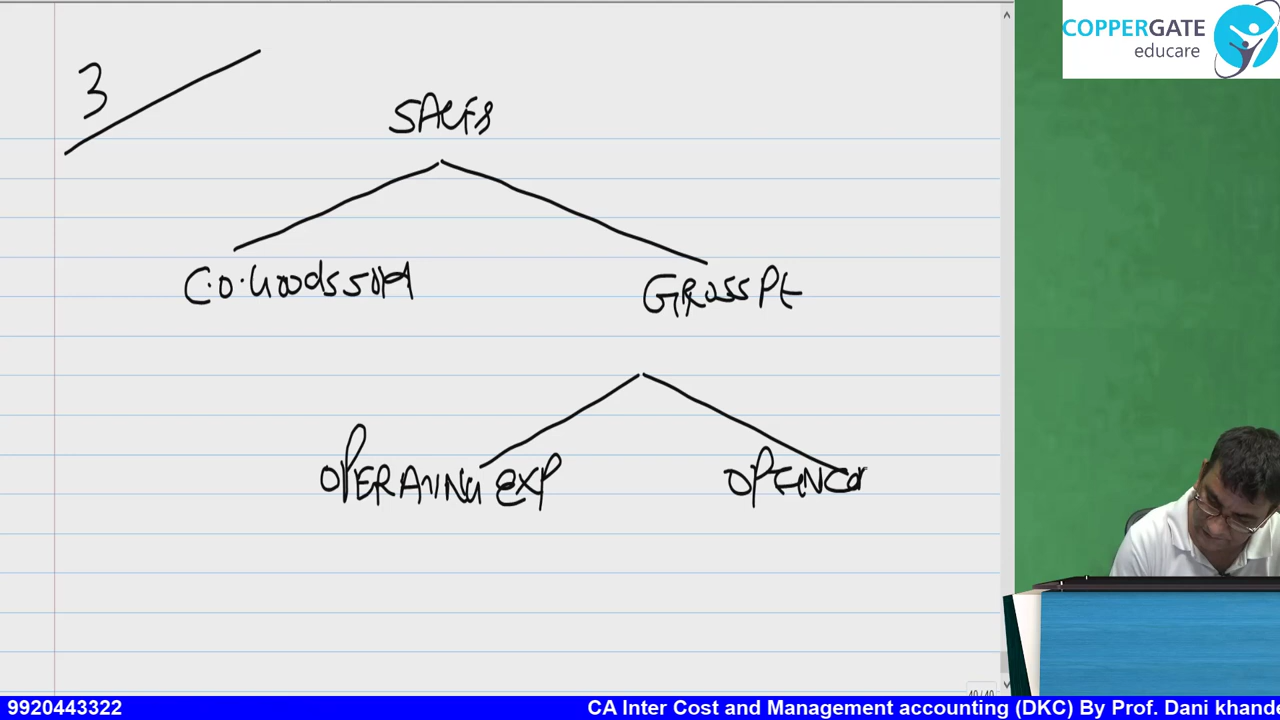 COPPERGATE
educare
3
SALES
C.O.Goods sold
GROSS Pt
OPERATING EXP
OP INCO
9920443322
CA Inter Cost and Management accounting (DKC) By Prof. Dani khande